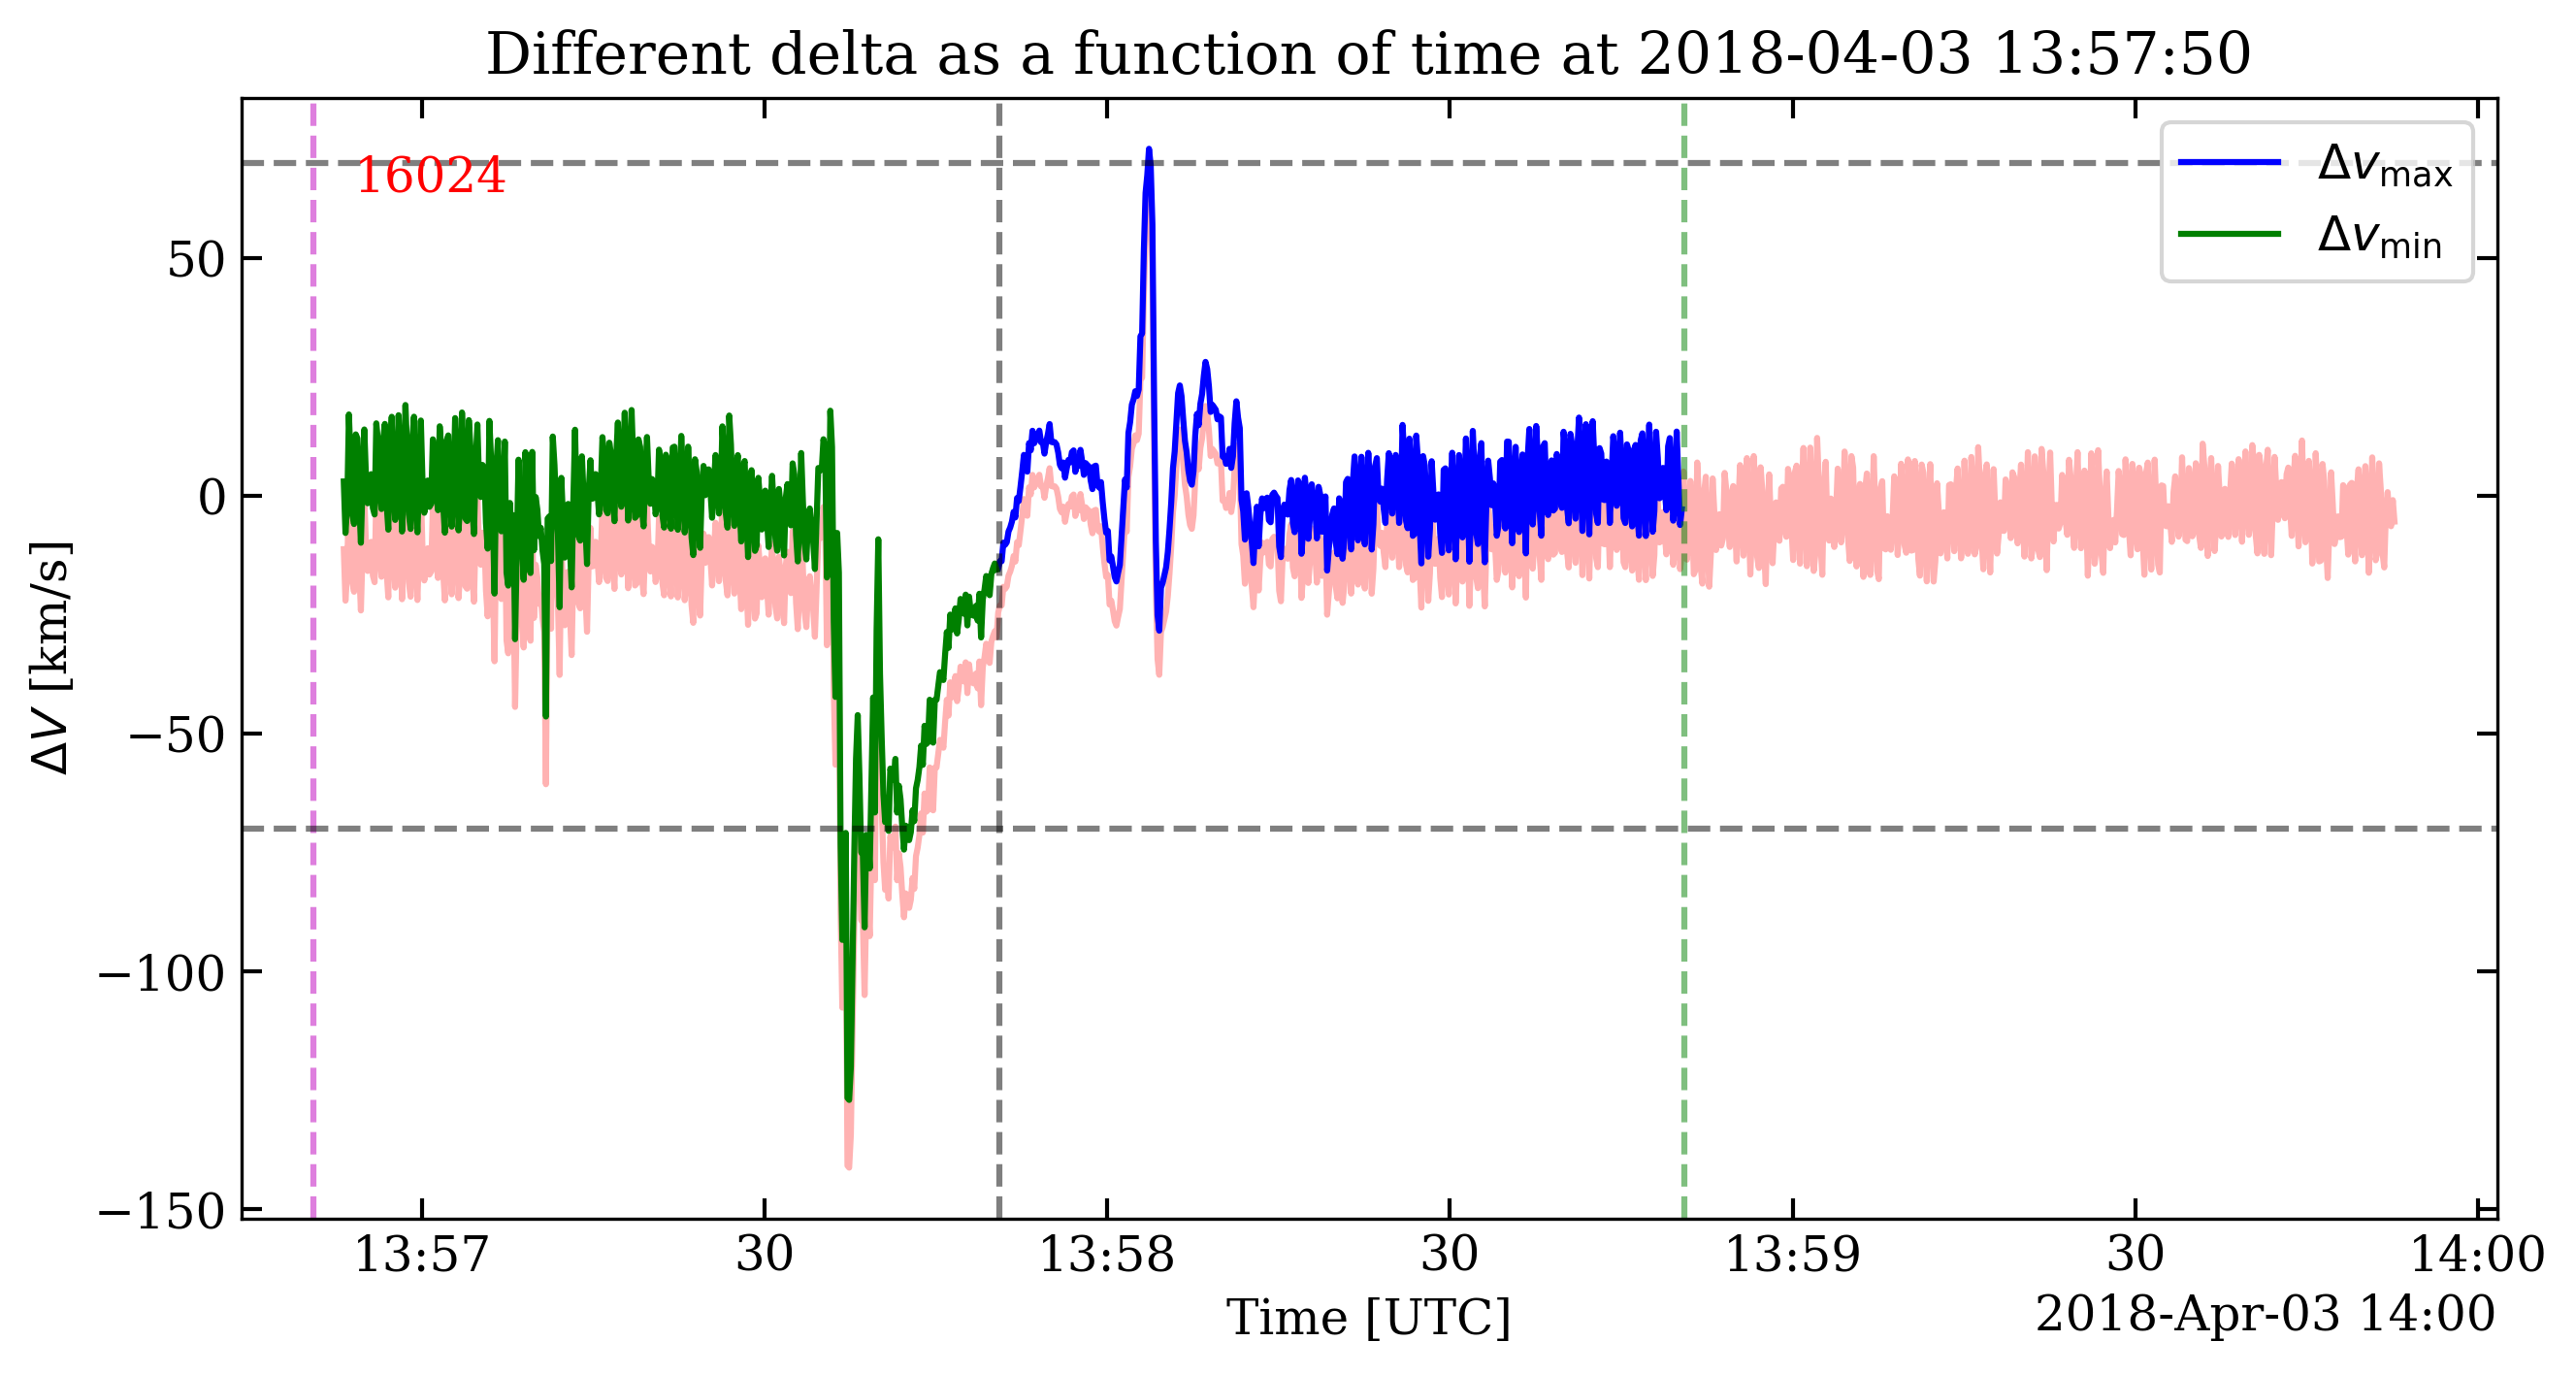 Different delta as a function of time at 2018-04-03 13:57:50
16024
Δv_max
Δv_min
50
0
−50
−100
−150
ΔV [km/s]
13:57 30 13:58 30 13:59 30 14:00
Time [UTC]
2018-Apr-03 14:00